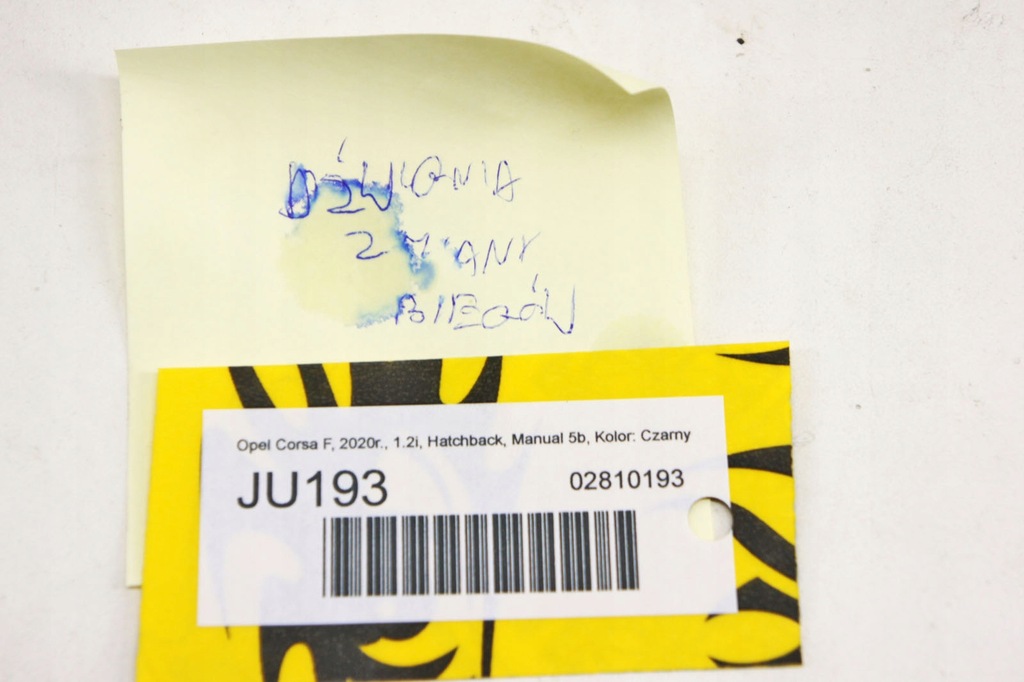 DŹWIGNIA
ZMIANY
BIEGÓW
Opel Corsa F, 2020r., 1.2i, Hatchback, Manual 5b, Kolor: Czarny
JU193 02810193